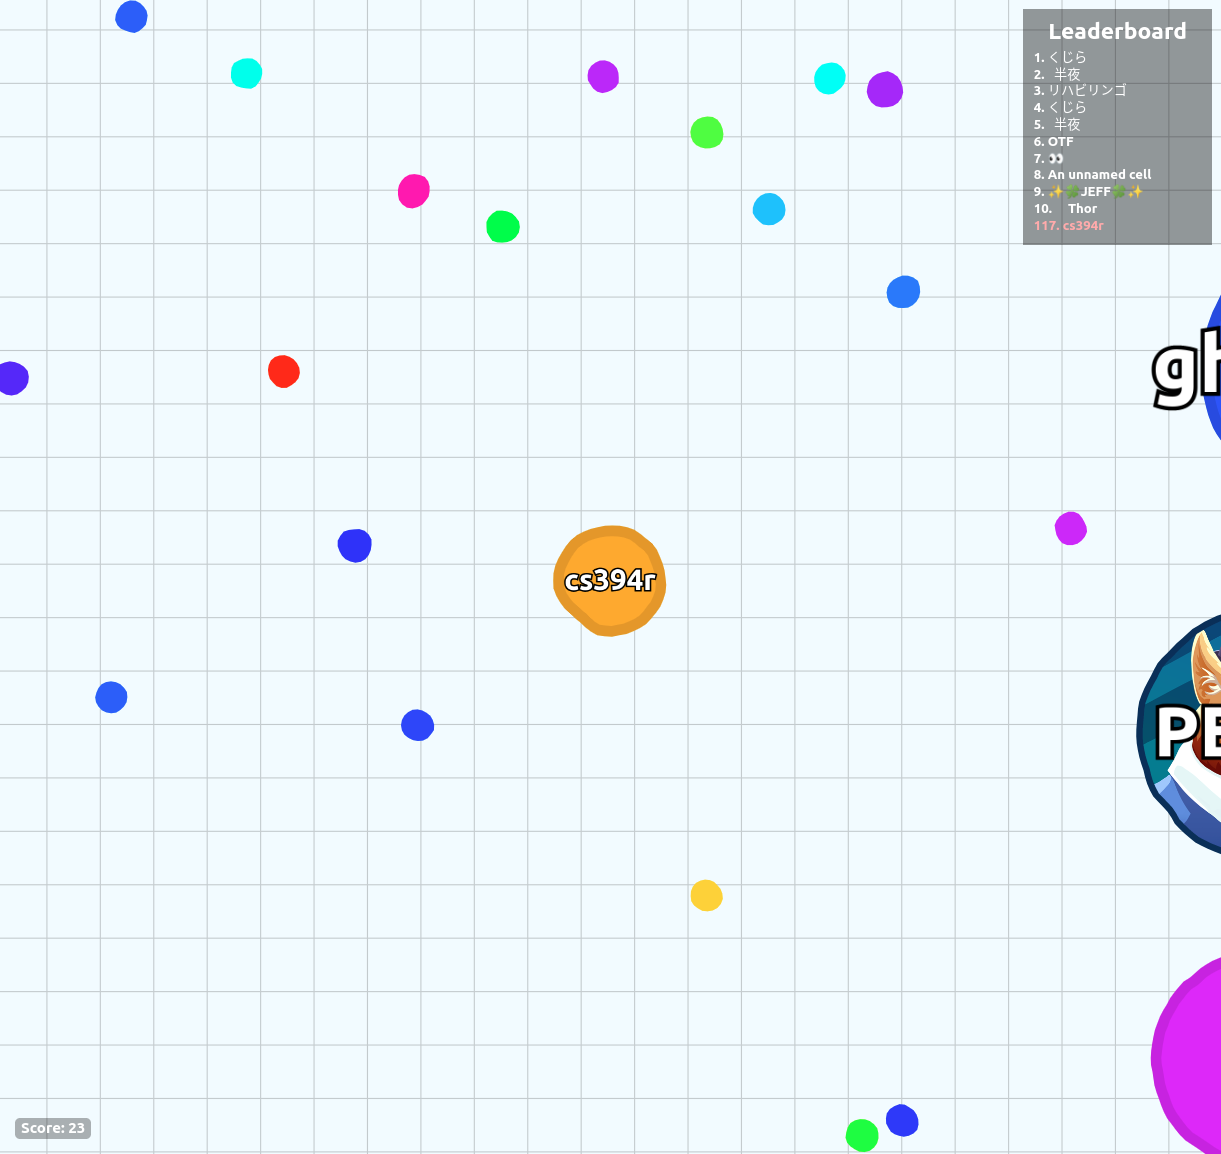 Leaderboard
1. くじら
2. 半夜
3. リハビリンゴ
4. くじら
5. 半夜
6. OTF
7. 👀
8. An unnamed cell
9. ✨🍀JEFF🍀✨
10. Thor
117. cs394r
gh
cs394r
PE
Score: 23